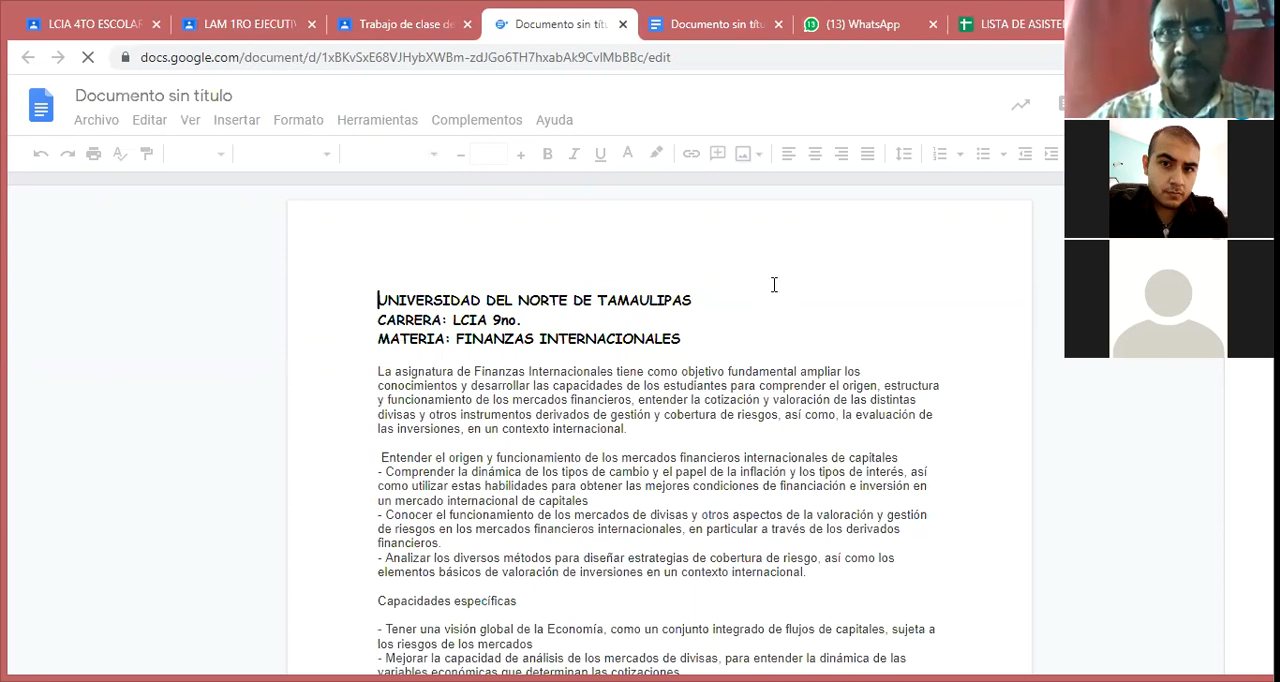 LCIA 4TO ESCOLAR
LAM 1RO EJECUTIV
Trabajo de clase de
Documento sin títu
Documento sin títu
(13) WhatsApp
LISTA DE ASISTE
docs.google.com/document/d/1xBKvSxE68VJHybXWBm-zdJGo6TH7hxabAk9CvIMbBBc/edit
Documento sin título
Archivo Editar Ver Insertar Formato Herramientas Complementos Ayuda
UNIVERSIDAD DEL NORTE DE TAMAULIPAS
CARRERA: LCIA 9no.
MATERIA: FINANZAS INTERNACIONALES
La asignatura de Finanzas Internacionales tiene como objetivo fundamental ampliar los
conocimientos y desarrollar las capacidades de los estudiantes para comprender el origen, estructura
y funcionamiento de los mercados financieros, entender la cotización y valoración de las distintas
divisas y otros instrumentos derivados de gestión y cobertura de riesgos, así como, la evaluación de
las inversiones, en un contexto internacional.
Entender el origen y funcionamiento de los mercados financieros internacionales de capitales
- Comprender la dinámica de los tipos de cambio y el papel de la inflación y los tipos de interés, así
como utilizar estas habilidades para obtener las mejores condiciones de financiación e inversión en
un mercado internacional de capitales
- Conocer el funcionamiento de los mercados de divisas y otros aspectos de la valoración y gestión
de riesgos en los mercados financieros internacionales, en particular a través de los derivados
financieros.
- Analizar los diversos métodos para diseñar estrategias de cobertura de riesgo, así como los
elementos básicos de valoración de inversiones en un contexto internacional.
Capacidades específicas
- Tener una visión global de la Economía, como un conjunto integrado de flujos de capitales, sujeta a
los riesgos de los mercados
- Mejorar la capacidad de análisis de los mercados de divisas, para entender la dinámica de las
variables económicas que determinan las cotizaciones